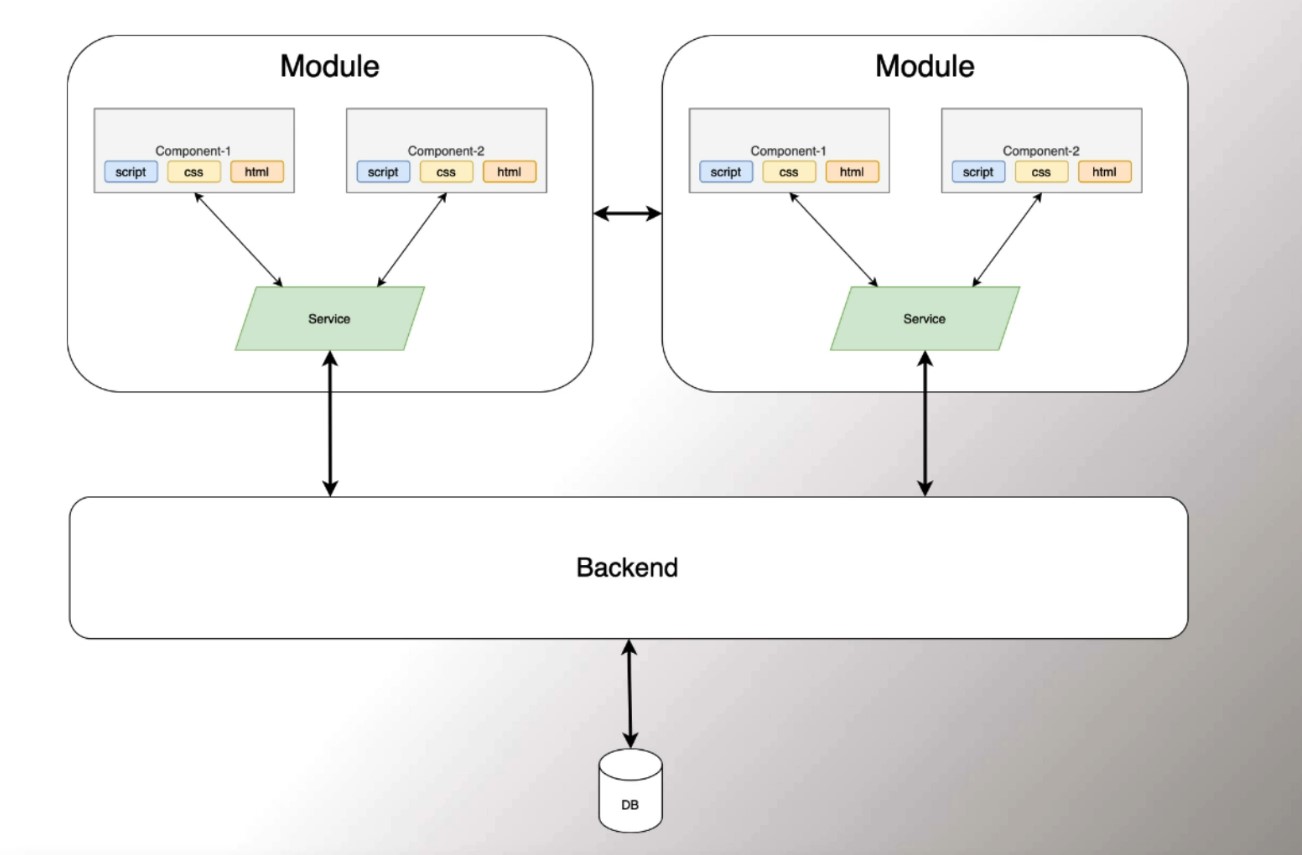 Module
Module
Component-1
Component-2
Component-1
Component-2
script css html
script css html
script css html
script css html
Service
Service
Backend
DB